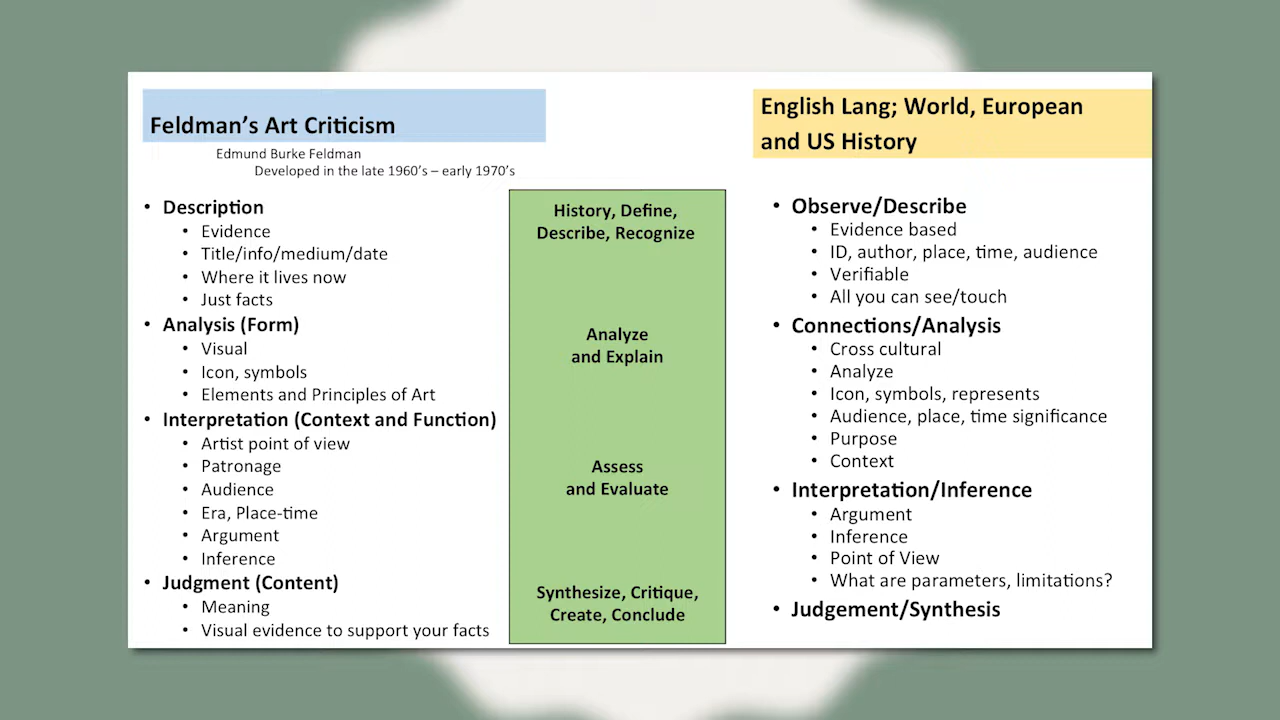 Feldman’s Art Criticism
Edmund Burke Feldman
Developed in the late 1960’s – early 1970’s
• Description
• Evidence
• Title/info/medium/date
• Where it lives now
• Just facts
• Analysis (Form)
• Visual
• Icon, symbols
• Elements and Principles of Art
• Interpretation (Context and Function)
• Artist point of view
• Patronage
• Audience
• Era, Place-time
• Argument
• Inference
• Judgment (Content)
• Meaning
• Visual evidence to support your facts
History, Define,
Describe, Recognize
Analyze
and Explain
Assess
and Evaluate
Synthesize, Critique,
Create, Conclude
English Lang; World, European
and US History
• Observe/Describe
• Evidence based
• ID, author, place, time, audience
• Verifiable
• All you can see/touch
• Connections/Analysis
• Cross cultural
• Analyze
• Icon, symbols, represents
• Audience, place, time significance
• Purpose
• Context
• Interpretation/Inference
• Argument
• Inference
• Point of View
• What are parameters, limitations?
• Judgement/Synthesis